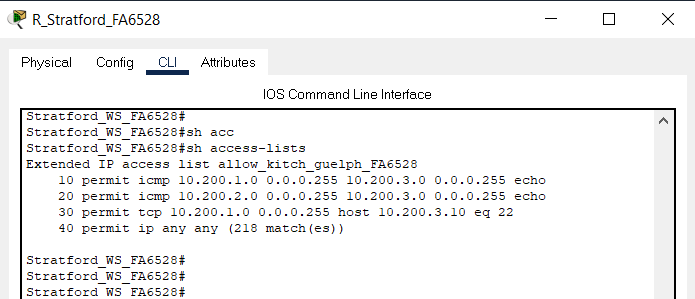 R_Stratford_FA6528
Physical Config CLI Attributes
IOS Command Line Interface
Stratford_WS_FA6528#
Stratford_WS_FA6528#sh acc
Stratford_WS_FA6528#sh access-lists
Extended IP access list allow_kitch_guelph_FA6528
10 permit icmp 10.200.1.0 0.0.0.255 10.200.3.0 0.0.0.255 echo
20 permit icmp 10.200.2.0 0.0.0.255 10.200.3.0 0.0.0.255 echo
30 permit tcp 10.200.1.0 0.0.0.255 host 10.200.3.10 eq 22
40 permit ip any any (218 match(es))
Stratford_WS_FA6528#
Stratford_WS_FA6528#
Stratford_WS_FA6528#